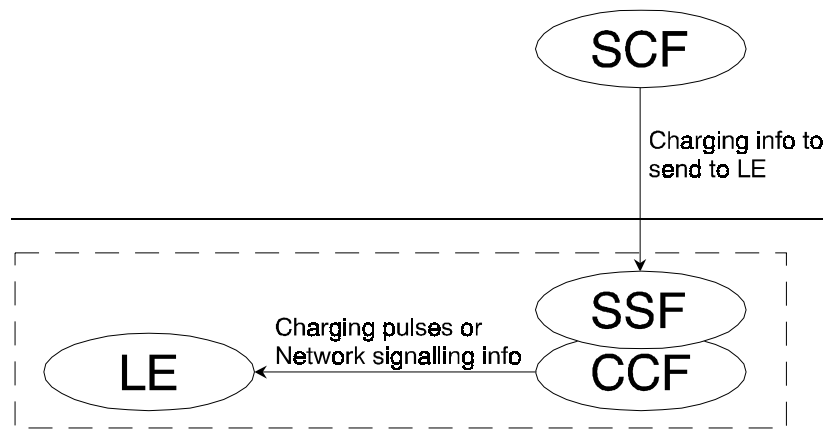 SCF
Charging info to
send to LE
SSF
Charging pulses or
Network signalling info
LE
CCF